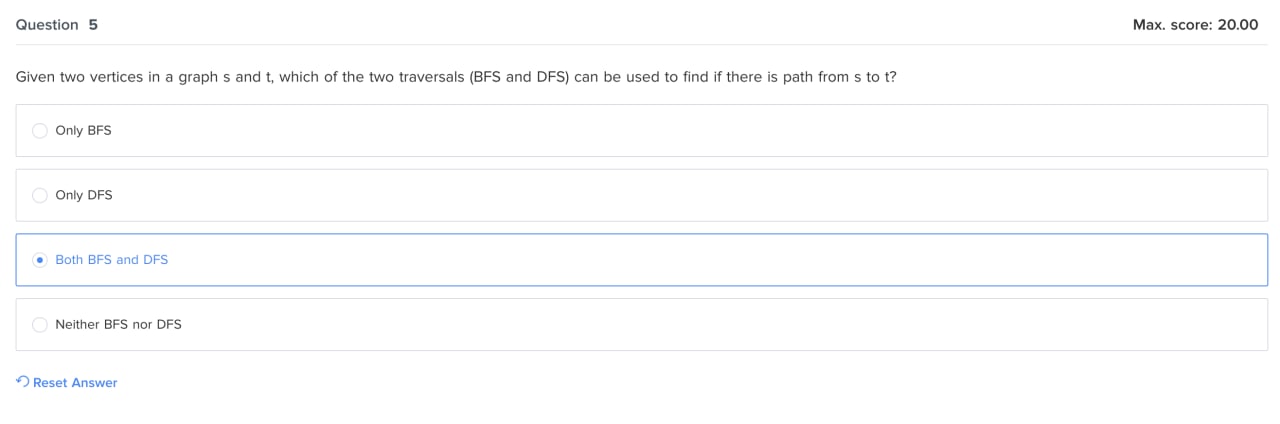 Question 5
Max. score: 20.00
Given two vertices in a graph s and t, which of the two traversals (BFS and DFS) can be used to find if there is path from s to t?
Only BFS
Only DFS
Both BFS and DFS
Neither BFS nor DFS
Reset Answer